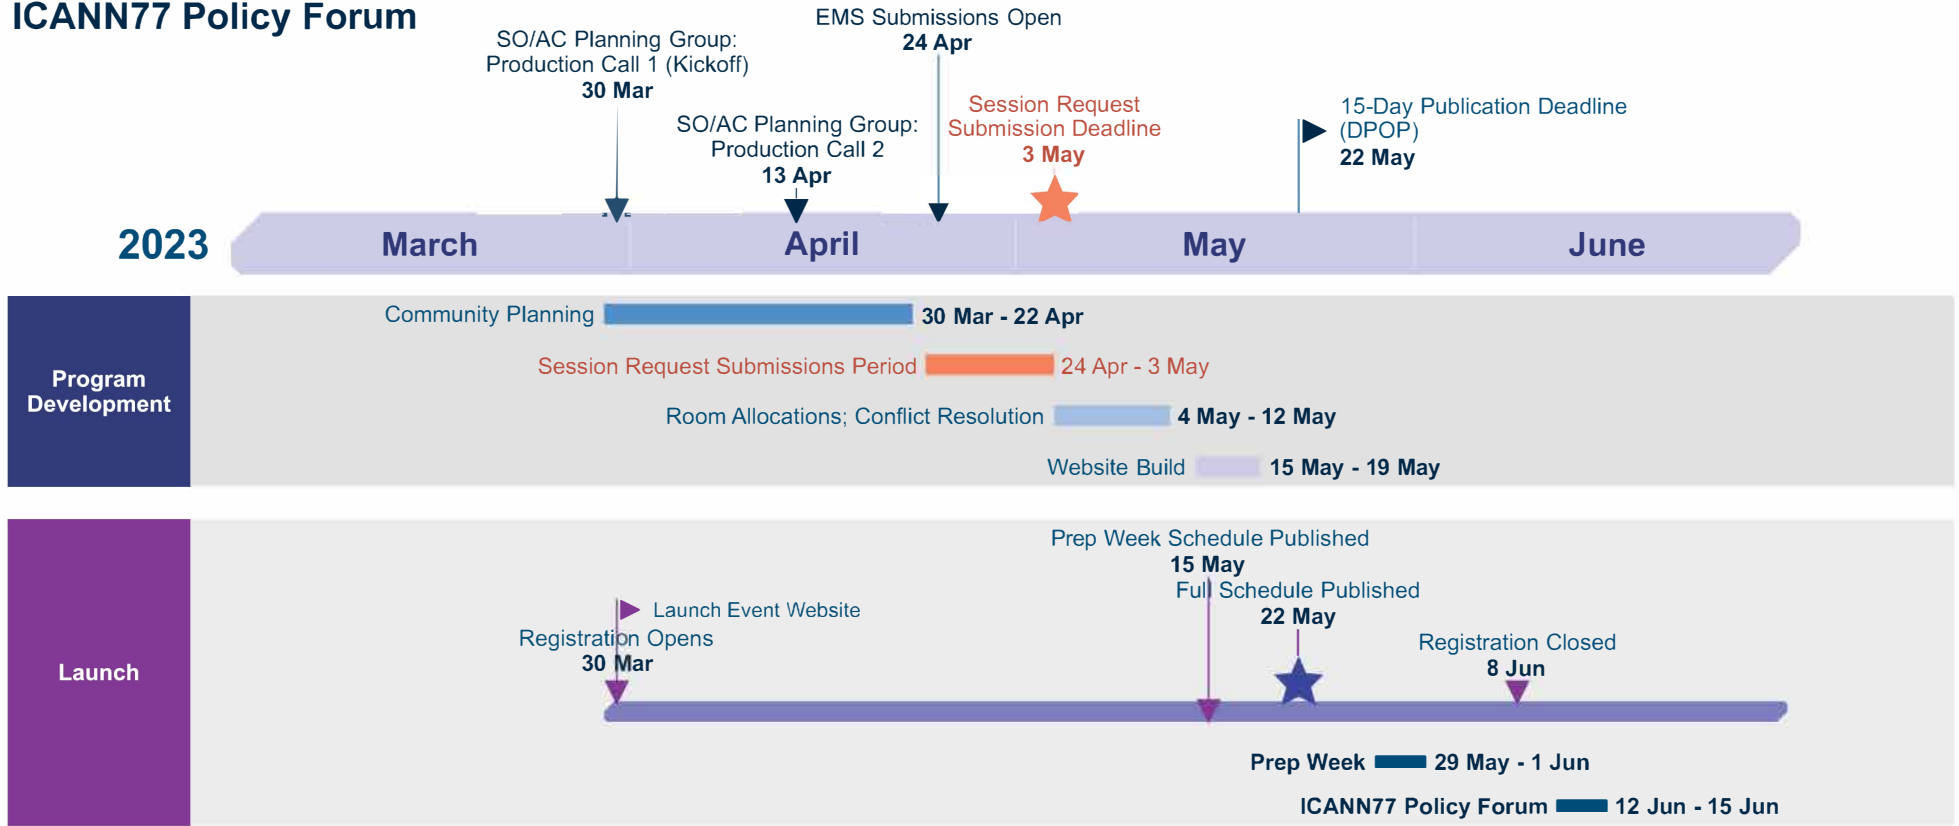 ICANN77 Policy Forum
SO/AC Planning Group:
Production Call 1 (Kickoff)
30 Mar
SO/AC Planning Group:
Production Call 2
13 Apr
EMS Submissions Open
24 Apr
Session Request
Submission Deadline
3 May
15-Day Publication Deadline
(DPOP)
22 May
2023
March
April
May
June
Program
Development
Community Planning
30 Mar - 22 Apr
Session Request Submissions Period
24 Apr - 3 May
Room Allocations; Conflict Resolution
4 May - 12 May
Website Build
15 May - 19 May
Launch
Launch Event Website
Registration Opens
30 Mar
Prep Week Schedule Published
15 May
Full Schedule Published
22 May
Registration Closed
8 Jun
Prep Week
29 May - 1 Jun
ICANN77 Policy Forum
12 Jun - 15 Jun